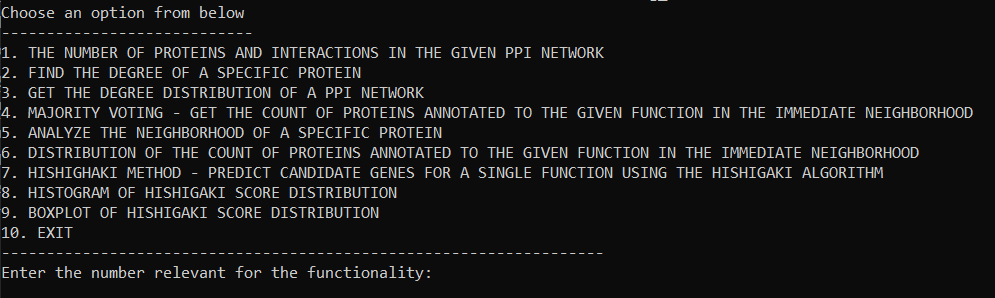 Choose an option from below
----------------------------
1. THE NUMBER OF PROTEINS AND INTERACTIONS IN THE GIVEN PPI NETWORK
2. FIND THE DEGREE OF A SPECIFIC PROTEIN
3. GET THE DEGREE DISTRIBUTION OF A PPI NETWORK
4. MAJORITY VOTING - GET THE COUNT OF PROTEINS ANNOTATED TO THE GIVEN FUNCTION IN THE IMMEDIATE NEIGHBORHOOD
5. ANALYZE THE NEIGHBORHOOD OF A SPECIFIC PROTEIN
6. DISTRIBUTION OF THE COUNT OF PROTEINS ANNOTATED TO THE GIVEN FUNCTION IN THE IMMEDIATE NEIGHBORHOOD
7. HISHIGHAKI METHOD - PREDICT CANDIDATE GENES FOR A SINGLE FUNCTION USING THE HISHIGAKI ALGORITHM
8. HISTOGRAM OF HISHIGAKI SCORE DISTRIBUTION
9. BOXPLOT OF HISHIGAKI SCORE DISTRIBUTION
10. EXIT
-------------------------------------------------------------------
Enter the number relevant for the functionality: